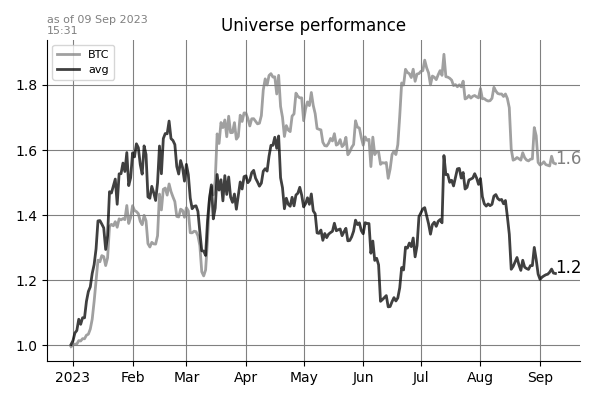 as of 09 Sep 2023
15:31
Universe performance
BTC
avg
1.8
1.6
1.4
1.2
1.0
1.6
1.2
2023 Feb Mar Apr May Jun Jul Aug Sep